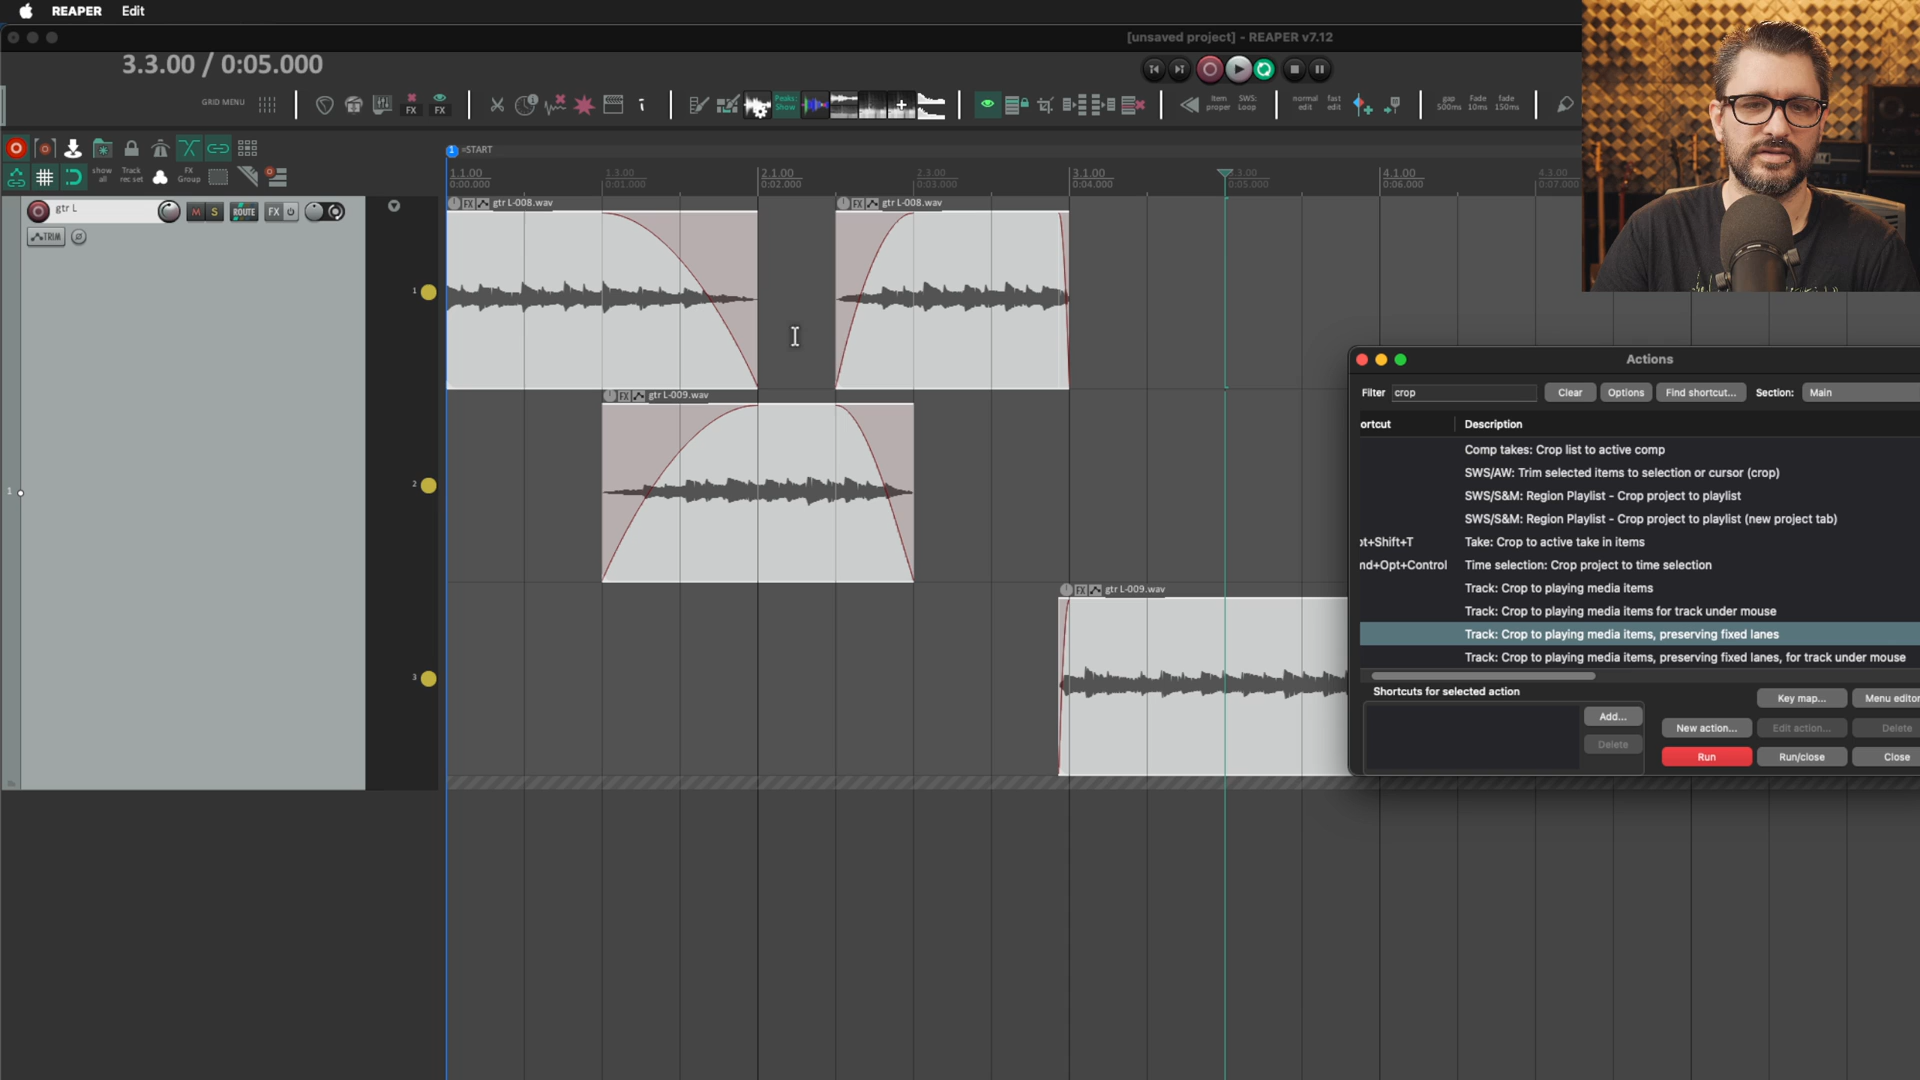 REAPER Edit
[unsaved project] - REAPER v7.12
3.3.00 / 0:05.000
GRID MENU
FX
FX
Peaks: Show
Item proper
SWS: Loop
normal edit
fast edit
gap 500ms
Fade 10ms
Fade 150ms
show all
Track rec set
FX Group
1 =START
1.1.00
0:00.000
1.3.00
0:01.000
2.1.00
0:02.000
2.3.00
0:03.000
3.1.00
0:04.000
3.00
0:05.000
4.1.00
0:06.000
4.3.00
0:07.000
gtr L
M S ROUTE FX
TRIM
1
FX gtr L-008.wav
FX gtr L-008.wav
1
FX gtr L-009.wav
2
FX gtr L-009.wav
3
Actions
Filter crop Clear Options Find shortcut... Section: Main
ortcut Description
Comp takes: Crop list to active comp
SWS/AW: Trim selected items to selection or cursor (crop)
SWS/S&M: Region Playlist - Crop project to playlist
SWS/S&M: Region Playlist - Crop project to playlist (new project tab)
pt+Shift+T Take: Crop to active take in items
md+Opt+Control Time selection: Crop project to time selection
Track: Crop to playing media items
Track: Crop to playing media items for track under mouse
Track: Crop to playing media items, preserving fixed lanes
Track: Crop to playing media items, preserving fixed lanes, for track under mouse
Shortcuts for selected action
Key map... Menu editor
Add...
New action... Edit action... Delete
Delete
Run Run/close Close